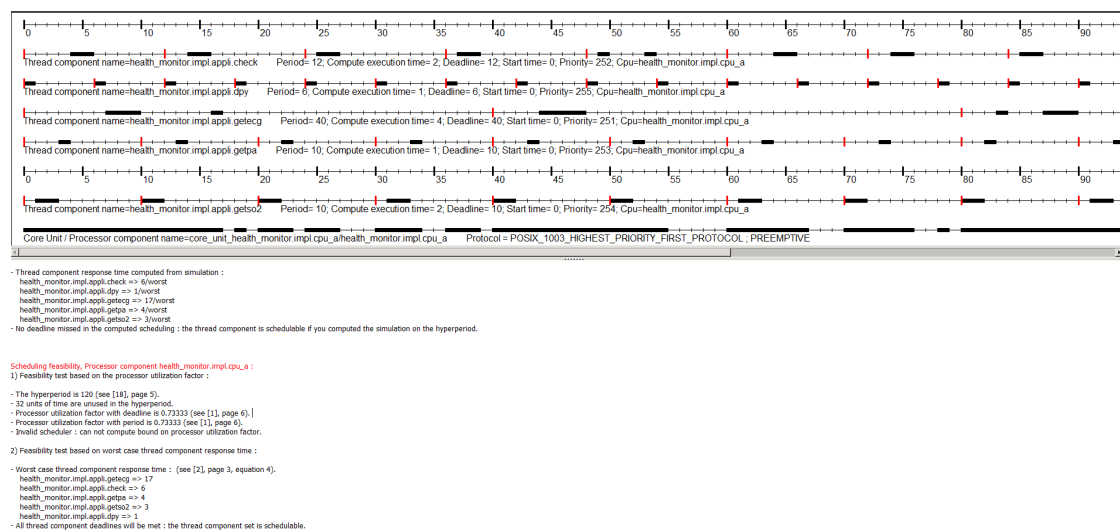 0 5 10 15 20 25 30 35 40 45 50 55 60 65 70 75 80 85 90
Thread component name=health_monitor.impl.appli.check Period= 12; Compute execution time= 2; Deadline= 12; Start time= 0; Priority= 252; Cpu=health_monitor.impl.cpu_a
Thread component name=health_monitor.impl.appli.dpy Period= 6; Compute execution time= 1; Deadline= 6; Start time= 0; Priority= 255; Cpu=health_monitor.impl.cpu_a
Thread component name=health_monitor.impl.appli.getecg Period= 40; Compute execution time= 4; Deadline= 40; Start time= 0; Priority= 251; Cpu=health_monitor.impl.cpu_a
Thread component name=health_monitor.impl.appli.getpa Period= 10; Compute execution time= 1; Deadline= 10; Start time= 0; Priority= 253; Cpu=health_monitor.impl.cpu_a
0 5 10 15 20 25 30 35 40 45 50 55 60 65 70 75 80 85 90
Thread component name=health_monitor.impl.appli.getso2 Period= 10; Compute execution time= 2; Deadline= 10; Start time= 0; Priority= 254; Cpu=health_monitor.impl.cpu_a
Core Unit / Processor component name=core_unit_health_monitor.impl.cpu_a/health_monitor.impl.cpu_a Protocol = POSIX_1003_HIGHEST_PRIORITY_FIRST_PROTOCOL ; PREEMPTIVE
- Thread component response time computed from simulation :
health_monitor.impl.appli.check => 6/worst
health_monitor.impl.appli.dpy => 1/worst
health_monitor.impl.appli.getecg => 17/worst
health_monitor.impl.appli.getpa => 4/worst
health_monitor.impl.appli.getso2 => 3/worst
- No deadline missed in the computed scheduling : the thread component is schedulable if you computed the simulation on the hyperperiod.
Scheduling feasibility, Processor component health_monitor.impl.cpu_a :
1) Feasibility test based on the processor utilization factor :
- The hyperperiod is 120 (see [18], page 5).
- 32 units of time are unused in the hyperperiod.
- Processor utilization factor with deadline is 0.73333 (see [1], page 6).
- Processor utilization factor with period is 0.73333 (see [1], page 6).
- Invalid scheduler : can not compute bound on processor utilization factor.
2) Feasibility test based on worst case thread component response time :
- Worst case thread component response time : (see [2], page 3, equation 4).
health_monitor.impl.appli.getecg => 17
health_monitor.impl.appli.check => 6
health_monitor.impl.appli.getpa => 4
health_monitor.impl.appli.getso2 => 3
health_monitor.impl.appli.dpy => 1
- All thread component deadlines will be met : the thread component set is schedulable.